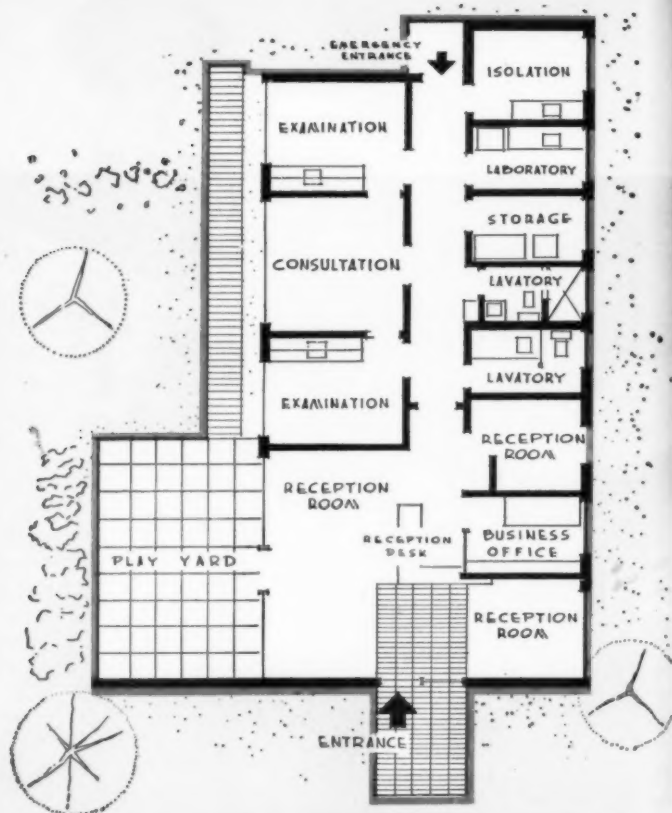 EMERGENCY
ENTRANCE
ISOLATION
EXAMINATION
LABORATORY
STORAGE
CONSULTATION
LAVATORY
LAVATORY
EXAMINATION
RECEPTION
ROOM
RECEPTION
ROOM
RECEPTION
DESK
BUSINESS
OFFICE
PLAY YARD
RECEPTION
ROOM
ENTRANCE